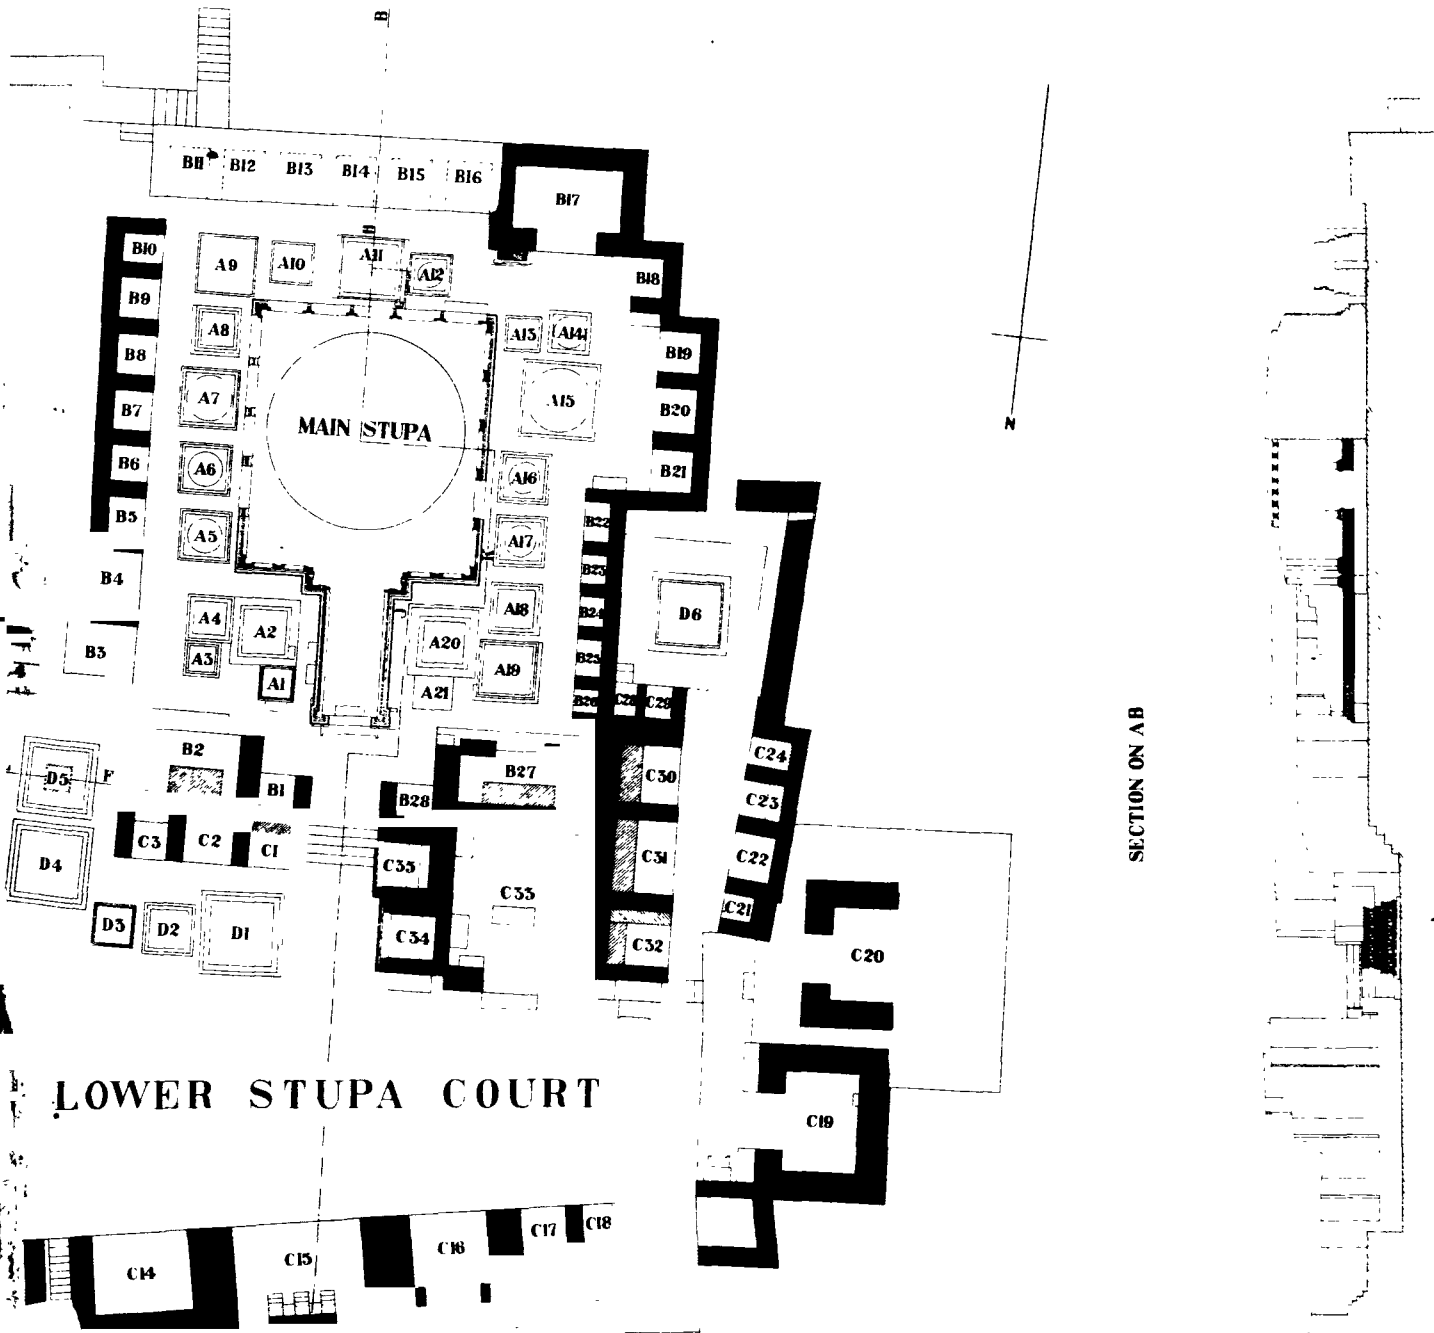 B
B11 B12 B13 B14 B15 B16
B17
H
B10 A9 A10 A11 A12 B18
B9
A8 A13 A14 B19
B8
A7 A15 B20
B7
MAIN STUPA
B6 A6 A16 B21
B5 A5 A17 K B22
B4 B23
A4 A2 A18 B24 D6
J
B3 A3 A20 A19 B25
A1 A21 B26 C28 C29
B2 C24
D5 F B1 B27 C30
B28 C23
C3 C2 C1 C31 C22
D4 C35
C33 C21
D3 D2 D1 C34 C32
C20
LOWER STUPA COURT
C19
C14 C15 C16 C17 C18
N
SECTION ON AB